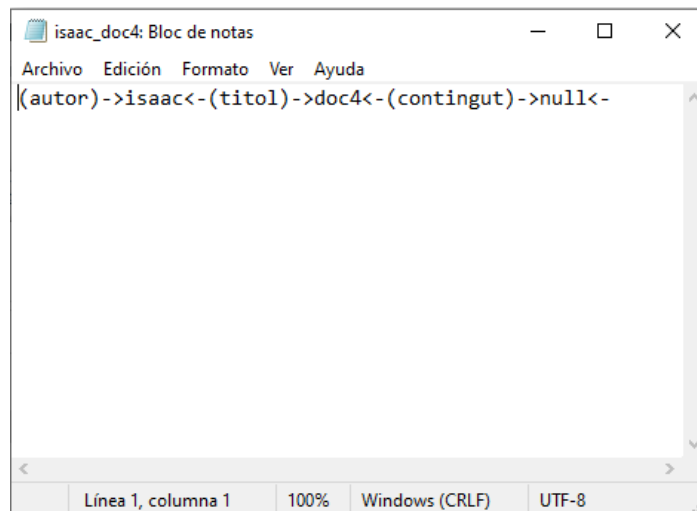 isaac_doc4: Bloc de notas
Archivo Edición Formato Ver Ayuda
(autor)->isaac<-(titol)->doc4<-(contingut)->null<-
Línea 1, columna 1 100% Windows (CRLF) UTF-8